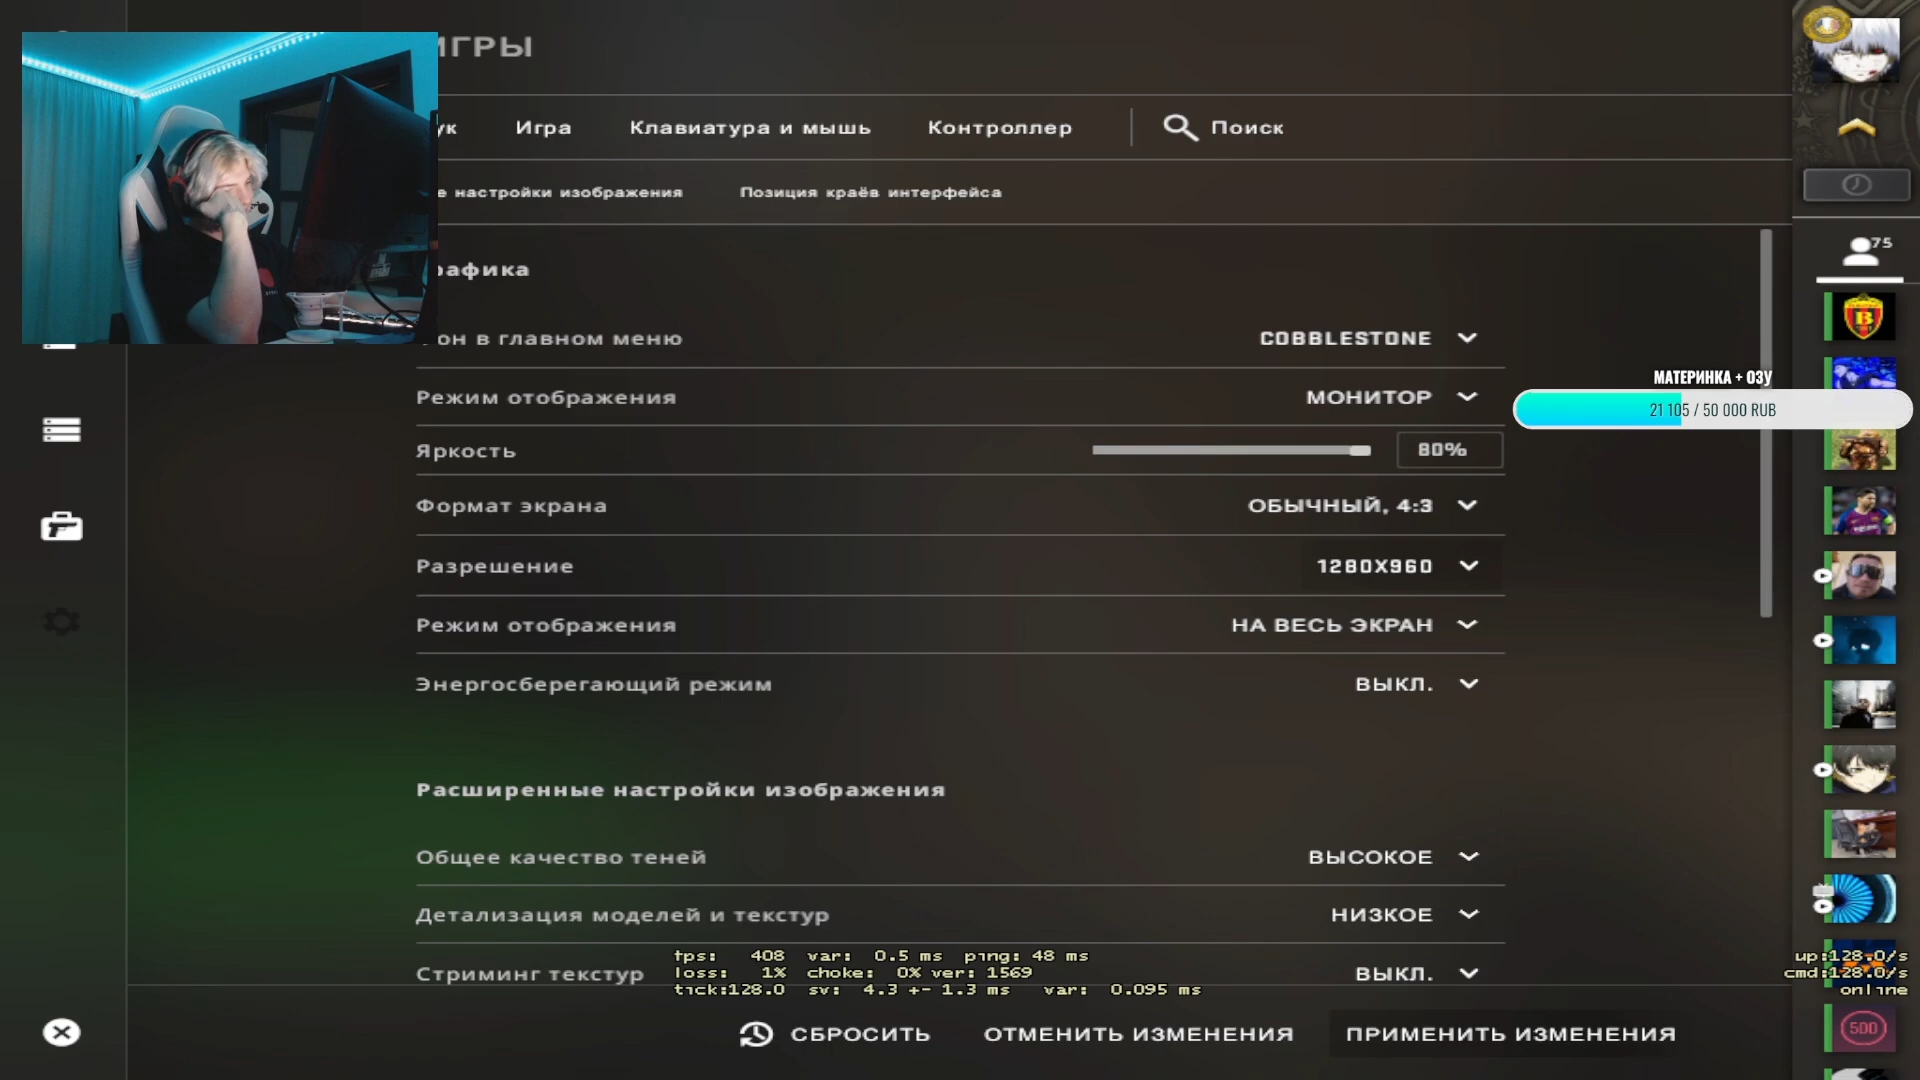 ИГРЫ
ук Игра Клавиатура и мышь Контроллер Поиск
е настройки изображения Позиция краёв интерфейса
75
рафика
он в главном меню COBBLESTONE
МАТЕРИНКА + ОЗУ
Режим отображения МОНИТОР
21 105 / 50 000 RUB
Яркость 80%
Формат экрана ОБЫЧНЫЙ, 4:3
Разрешение 1280X960
Режим отображения НА ВЕСЬ ЭКРАН
Энергосберегающий режим ВЫКЛ.
Расширенные настройки изображения
Общее качество теней ВЫСОКОЕ
Детализация моделей и текстур НИЗКОЕ
fps: 408 var: 0.5 ms ping: 48 ms
up:128.0/s
Стриминг текстур ВЫКЛ.
loss: 1% choke: 0% ver: 1569
cmd:128.0/s
tick:128.0 sv: 4.3 +- 1.3 ms var: 0.095 ms
online
СБРОСИТЬ ОТМЕНИТЬ ИЗМЕНЕНИЯ ПРИМЕНИТЬ ИЗМЕНЕНИЯ
500